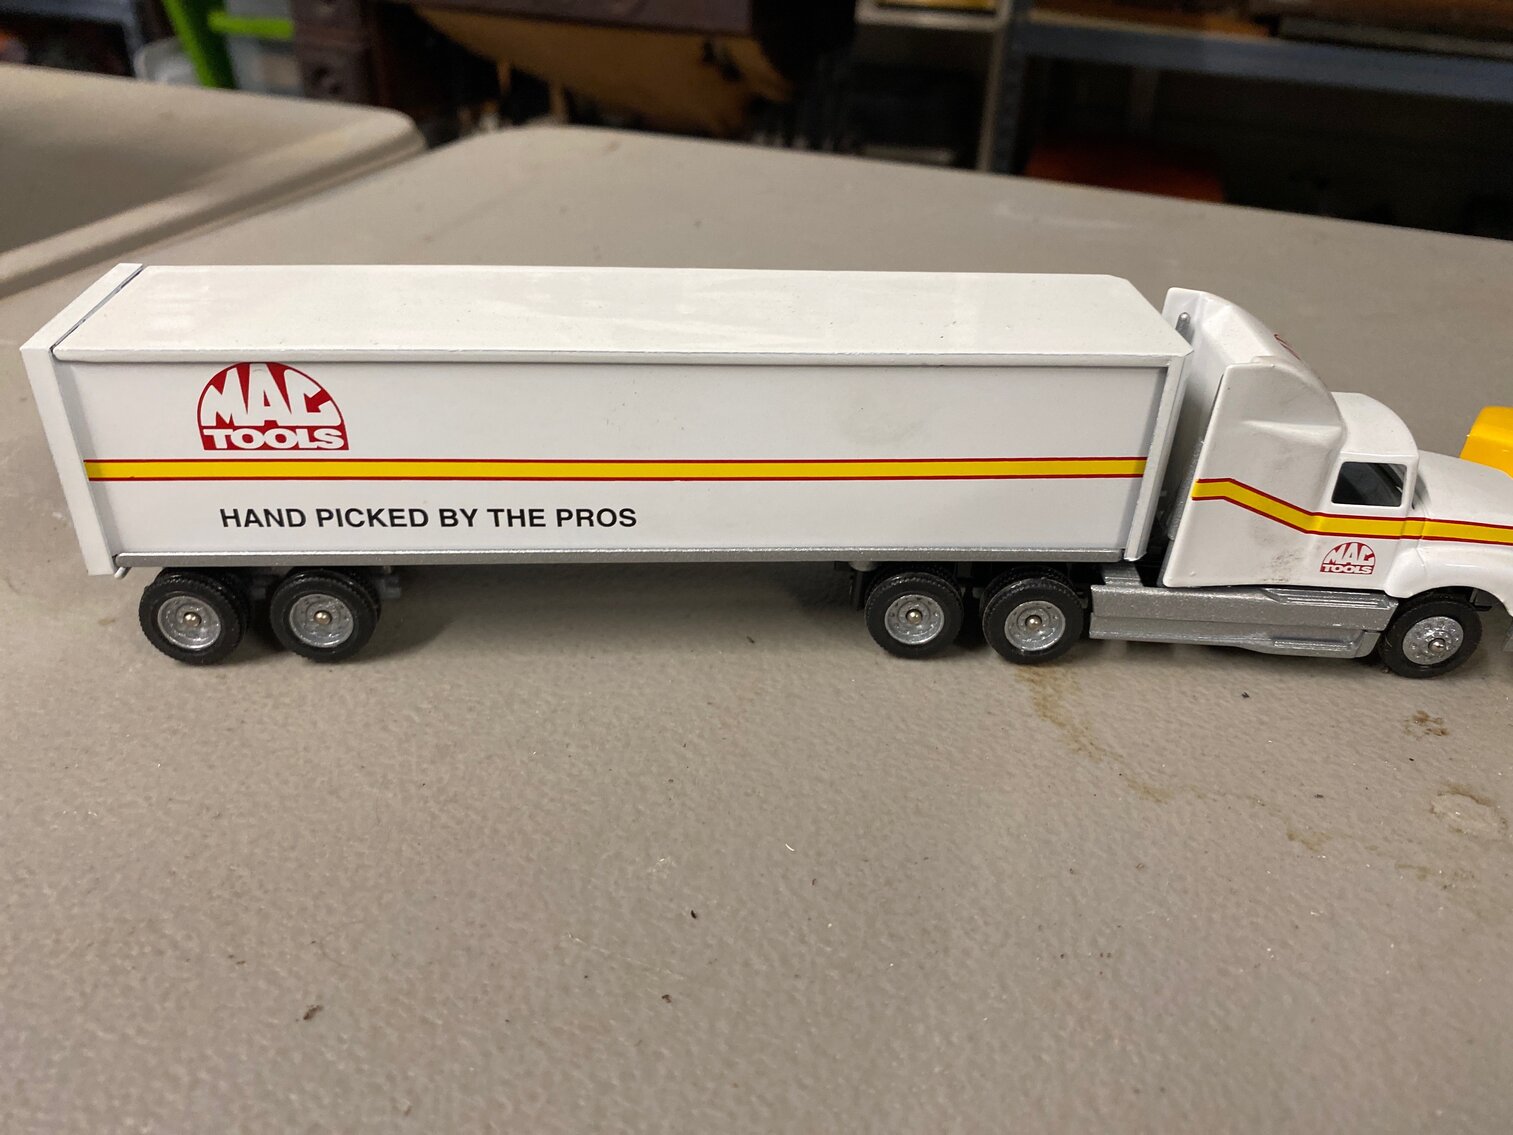 MAC
TOOLS
HAND PICKED BY THE PROS
MAC
TOOLS